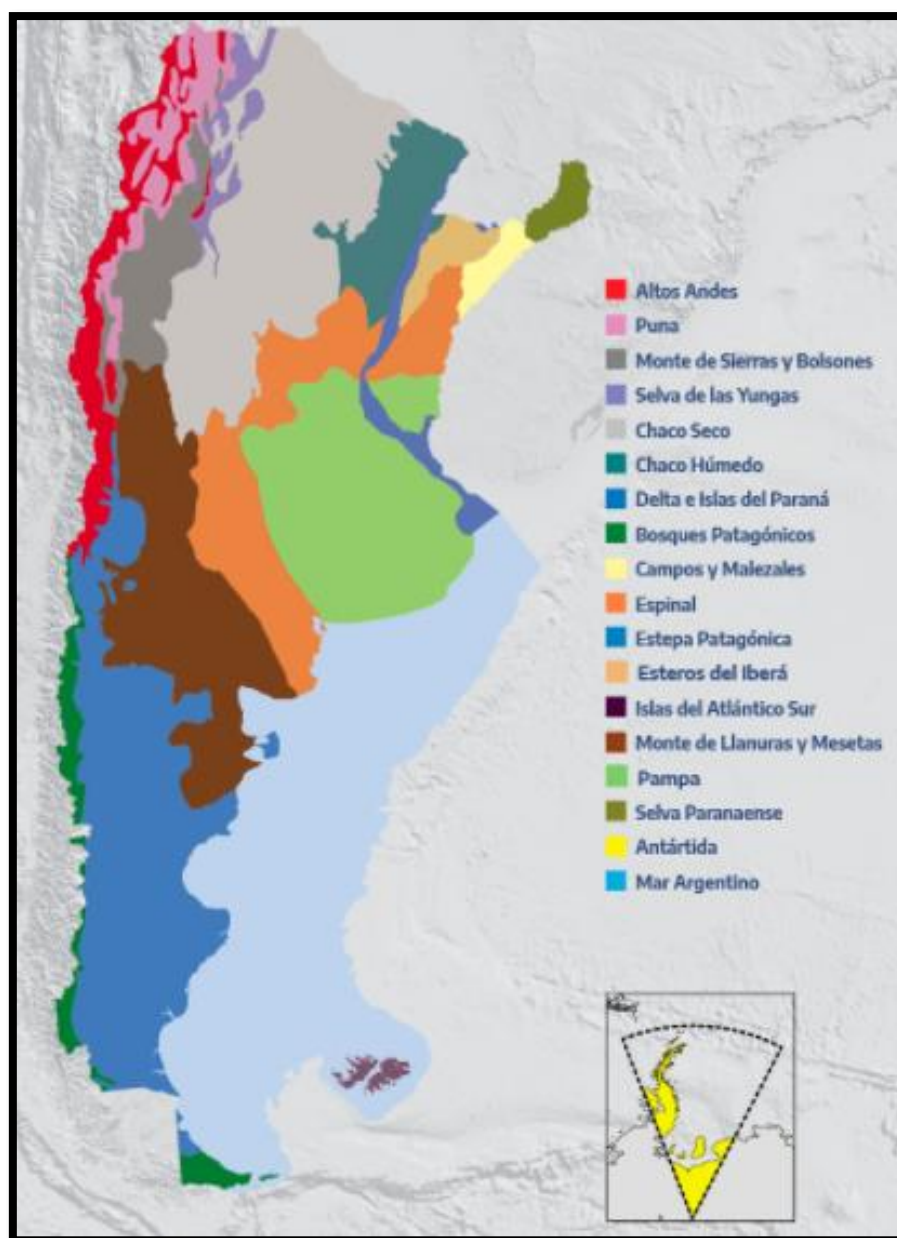 Altos Andes
Puna
Monte de Sierras y Bolsones
Selva de las Yungas
Chaco Seco
Chaco Húmedo
Delta e Islas del Paraná
Bosques Patagónicos
Campos y Malezales
Espinal
Estepa Patagónica
Esteros del Iberá
Islas del Atlántico Sur
Monte de Llanuras y Mesetas
Pampa
Selva Paranaense
Antártida
Mar Argentino